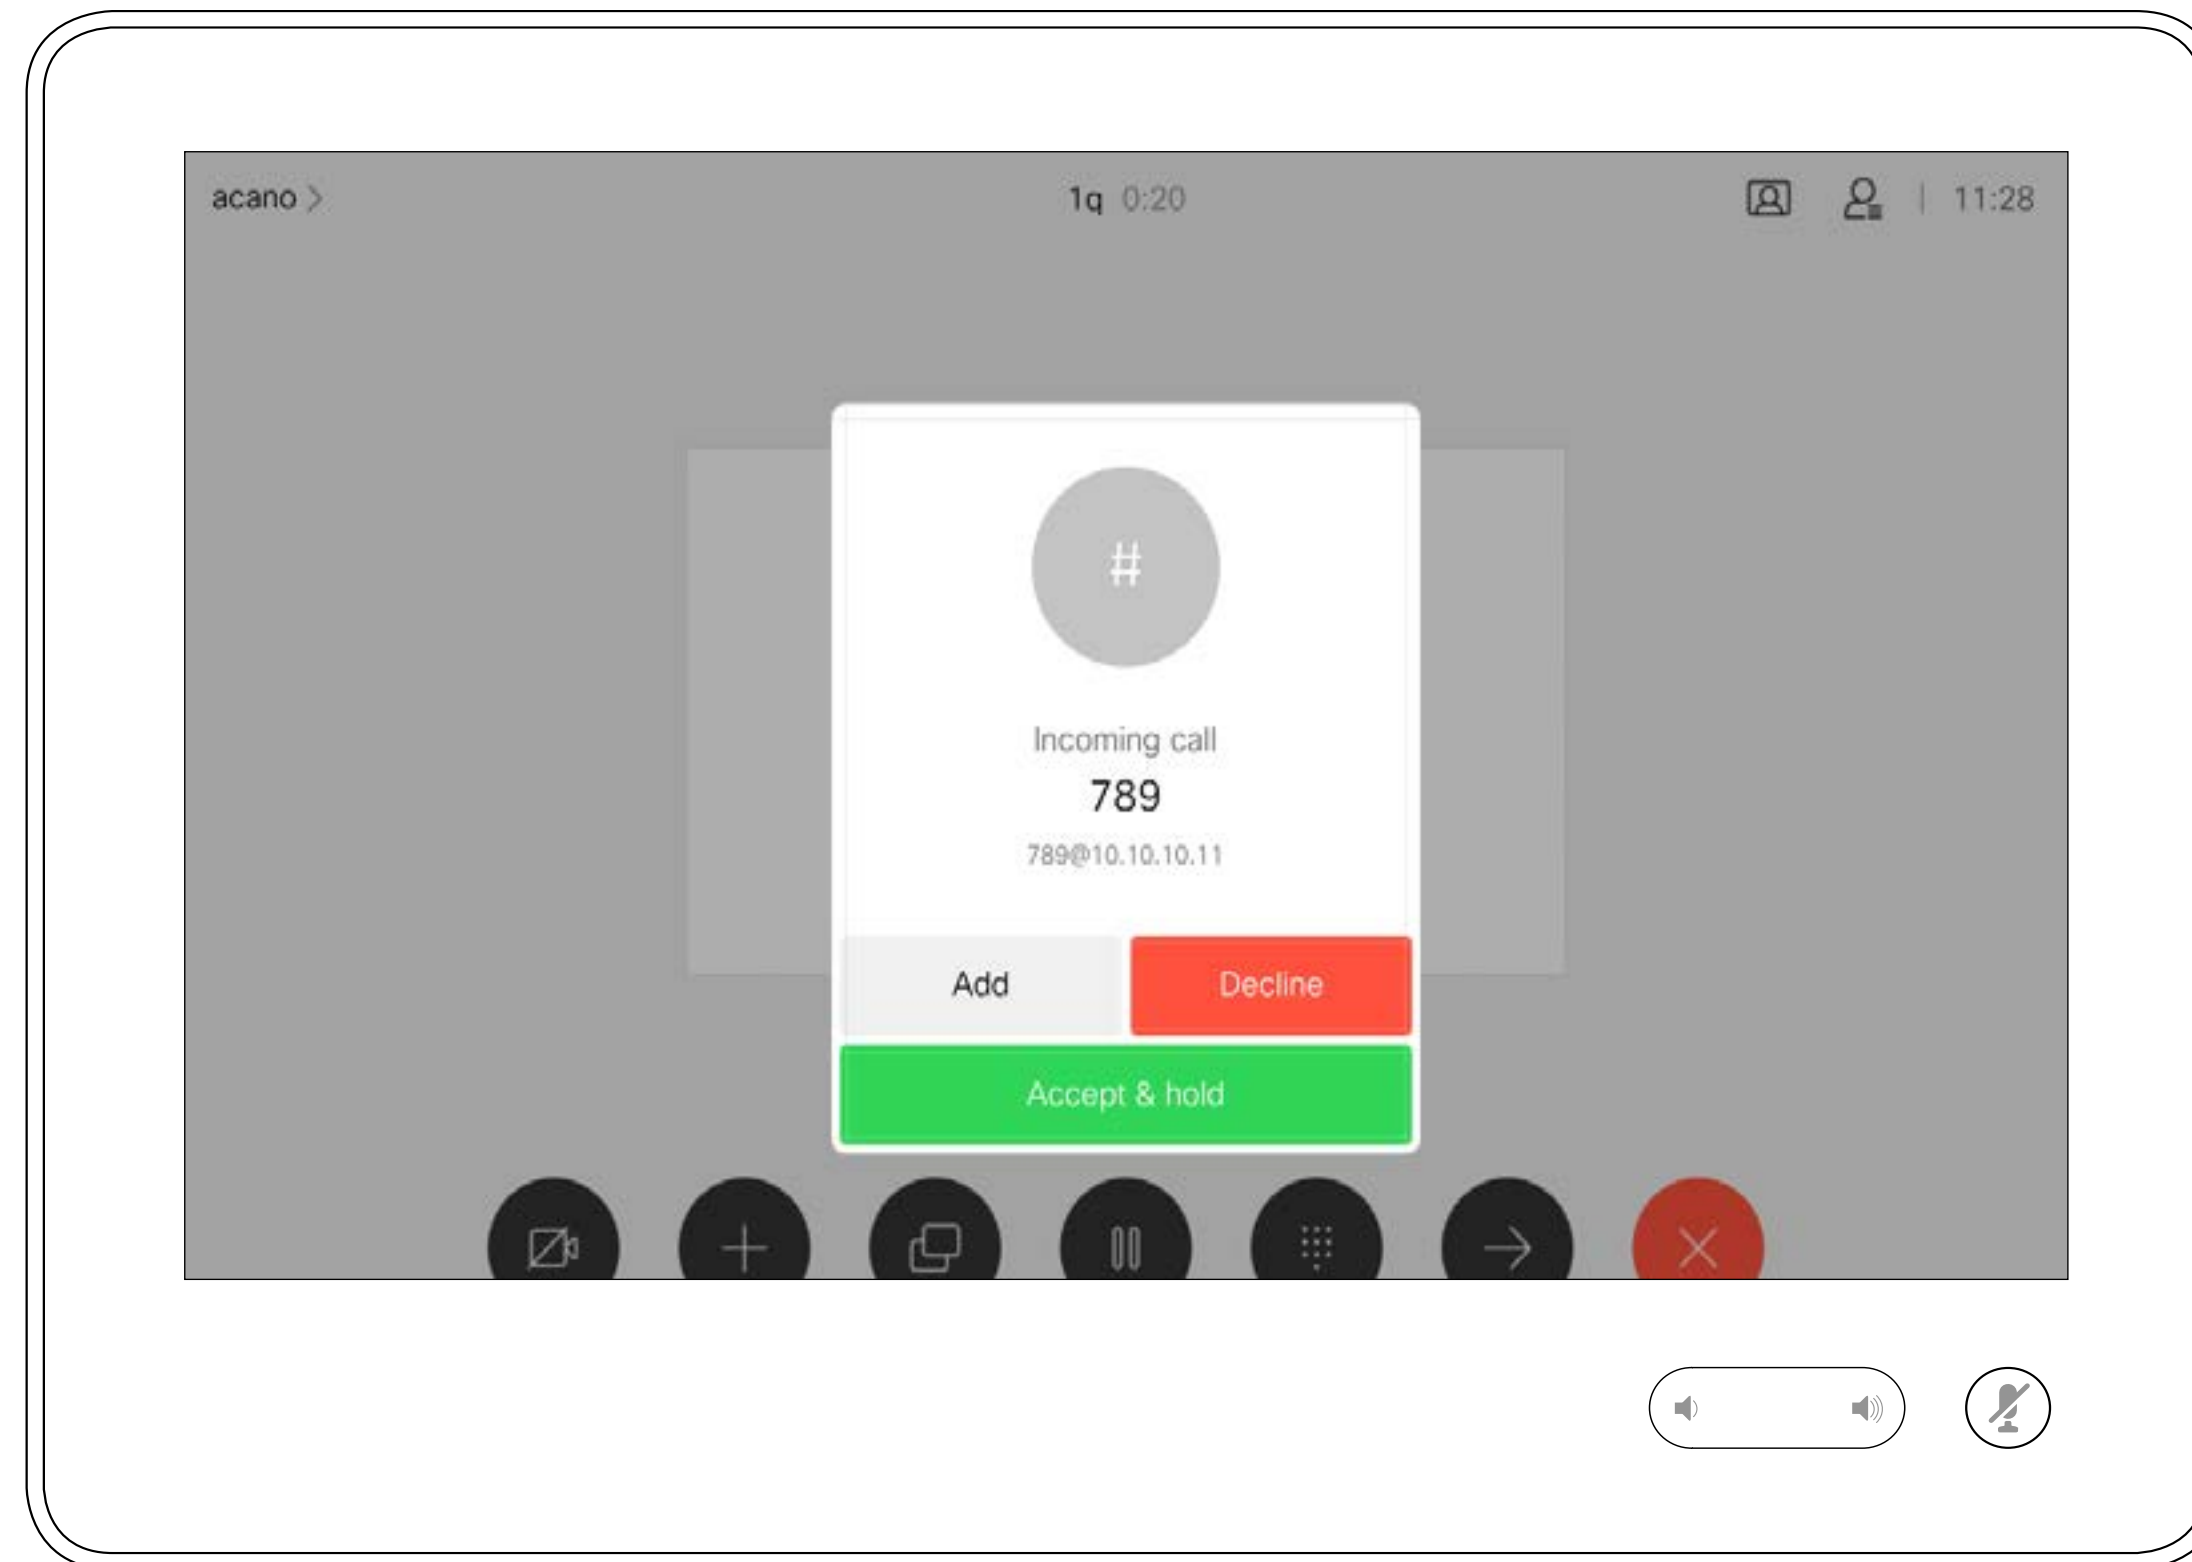 acano >
1q 0:20
11:28
#
Incoming call
789
789@10.10.10.11
Add
Decline
Accept & hold